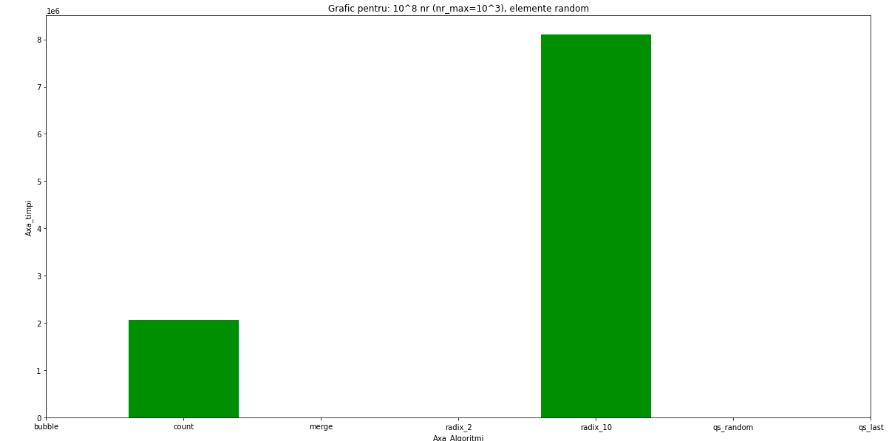 Grafic pentru: 10^8 nr (nr_max=10^3), elemente random
1e6
8
7
6
5
4
3
2
1
0
Axa_timpi
bubble count merge radix_2 radix_10 qs_random qs_last
Axa_Algoritmi